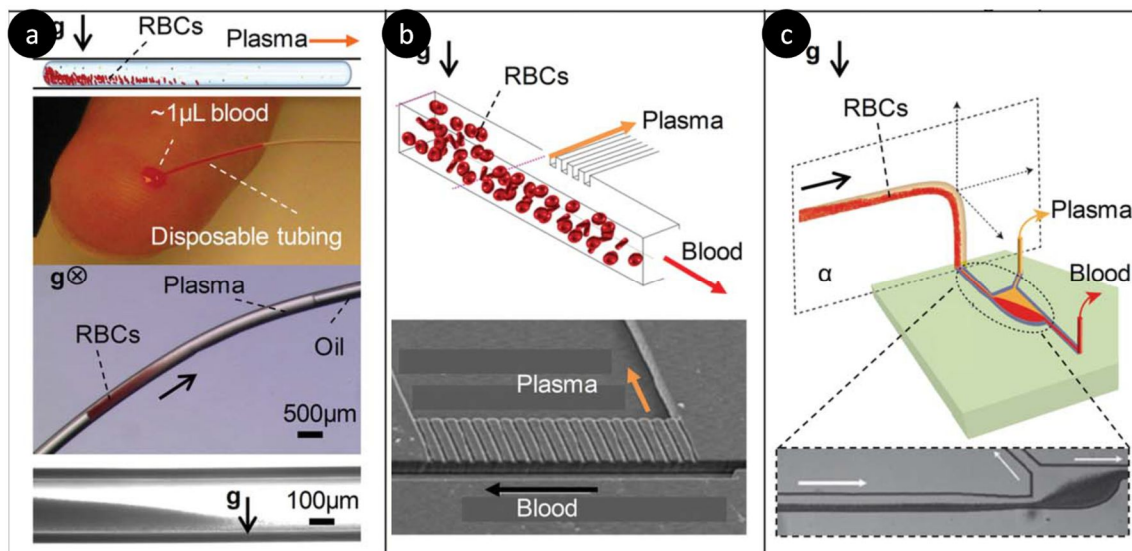 a
g
RBCs
Plasma
~1µL blood
Disposable tubing
g⊗
Plasma
RBCs
Oil
500µm
g
100µm
b
g
RBCs
Plasma
Blood
Plasma
Blood
c
g
RBCs
Plasma
α
Blood